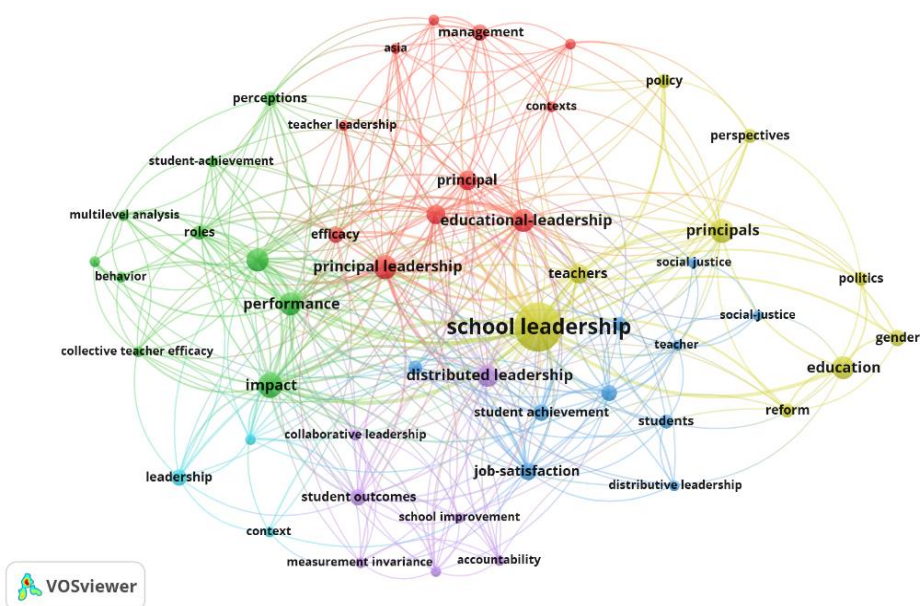 management
asia
policy
perceptions
contexts
teacher leadership
perspectives
student-achievement
principal
multilevel analysis
educational-leadership
roles
efficacy
principals
social justice
principal leadership
teachers
behavior
politics
performance
social-justice
school leadership
gender
teacher
collective teacher efficacy
education
distributed leadership
impact
student achievement
reform
students
collaborative leadership
job-satisfaction
leadership
distributive leadership
student outcomes
school improvement
context
accountability
measurement invariance
VOSviewer